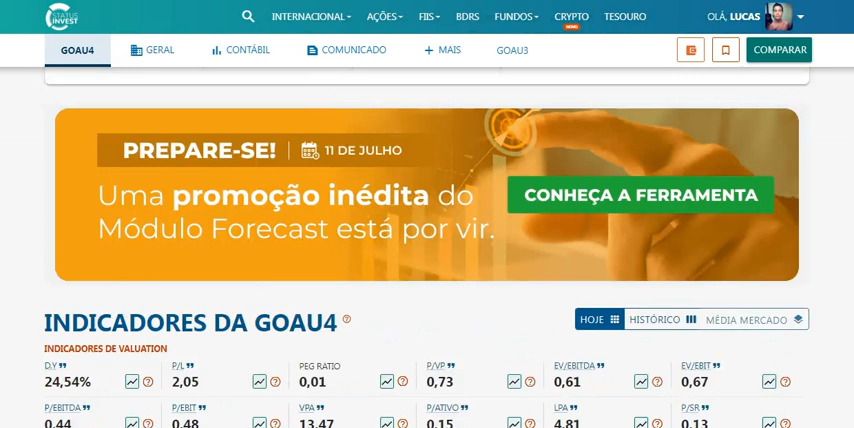 STATUS INVEST
INTERNACIONAL AÇÕES FIIS BDRS FUNDOS CRYPTO TESOURO OLÁ, LUCAS
NOVO
GOAU4 GERAL CONTÁBIL COMUNICADO + MAIS GOAU3 COMPARAR
PREPARE-SE! | 11 DE JULHO
Uma promoção inédita do
Módulo Forecast está por vir.
CONHEÇA A FERRAMENTA
INDICADORES DA GOAU4
HOJE HISTÓRICO MÉDIA MERCADO
INDICADORES DE VALUATION
D.Y P/L PEG RATIO P/VP EV/EBITDA EV/EBIT
24,54% 2,05 0,01 0,73 0,61 0,67
P/EBITDA P/EBIT VPA P/ATIVO LPA P/SR
0,44 0,48 13,47 0,15 4,81 0,13